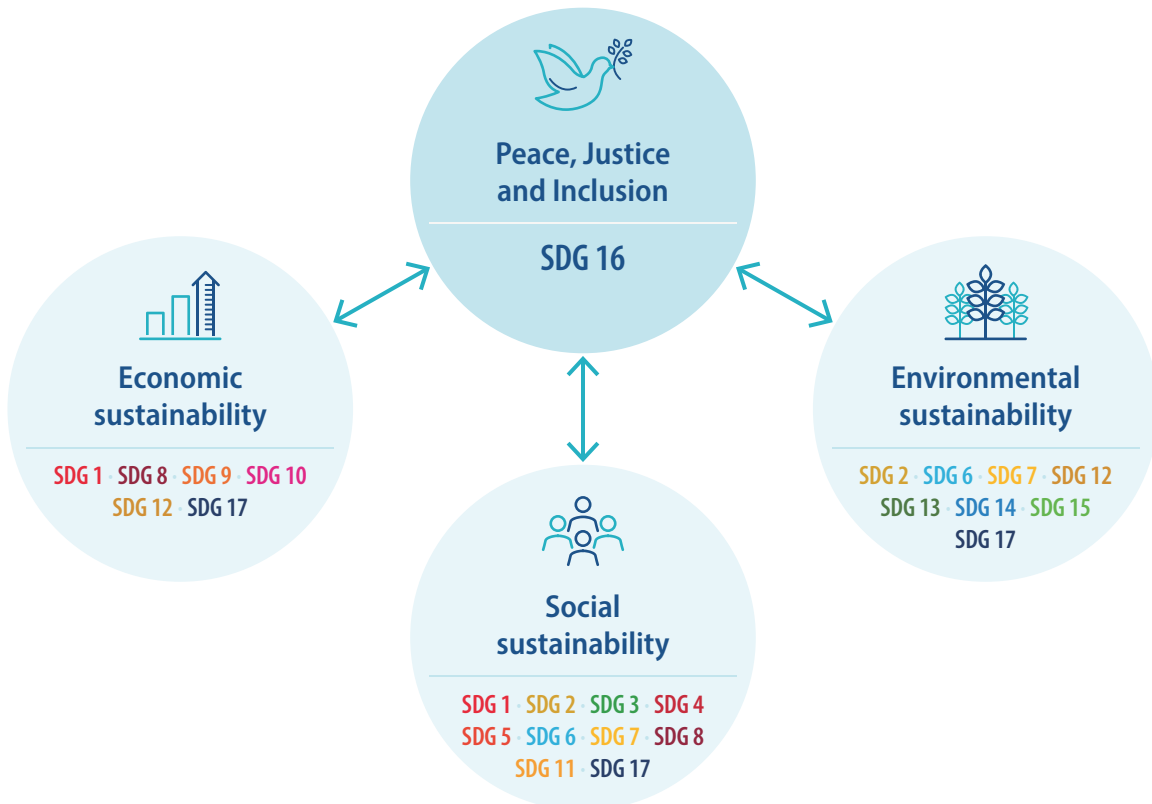 Peace, Justice
and Inclusion
SDG 16
Economic
sustainability
SDG 1 · SDG 8 · SDG 9 · SDG 10
SDG 12 · SDG 17
Environmental
sustainability
SDG 2 · SDG 6 · SDG 7 · SDG 12
SDG 13 · SDG 14 · SDG 15
SDG 17
Social
sustainability
SDG 1 · SDG 2 · SDG 3 · SDG 4
SDG 5 · SDG 6 · SDG 7 · SDG 8
SDG 11 · SDG 17